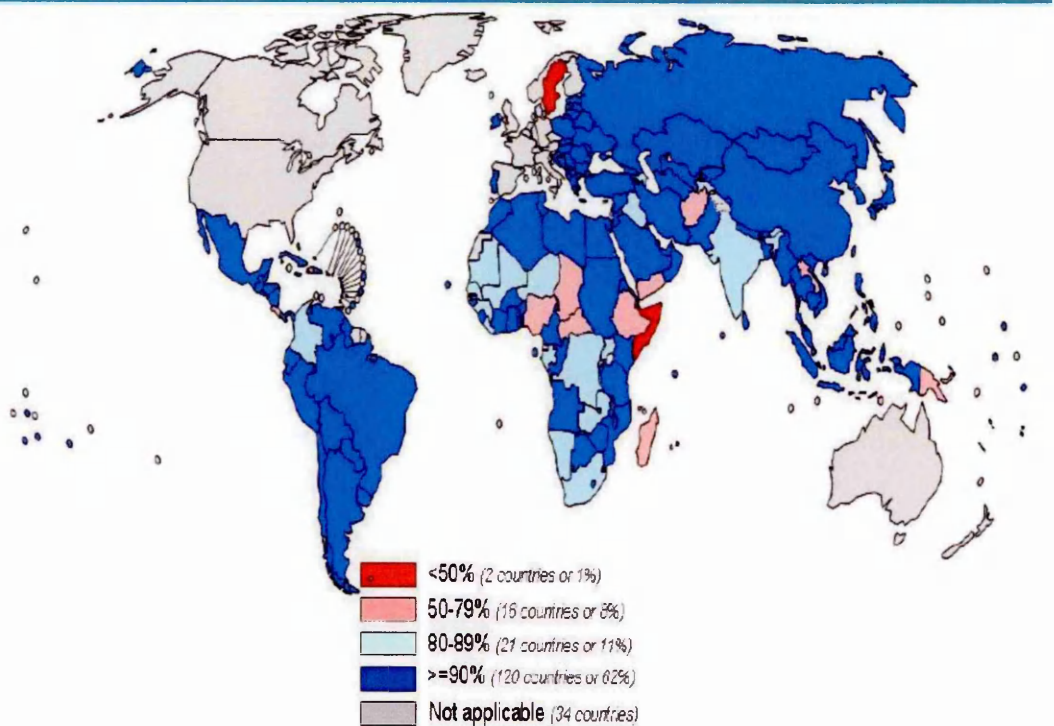 <50% (2 countries or 1%)
50-79% (16 countries or 8%)
80-89% (21 countries or 11%)
>=90% (120 countries or 62%)
Not applicable (34 countries)